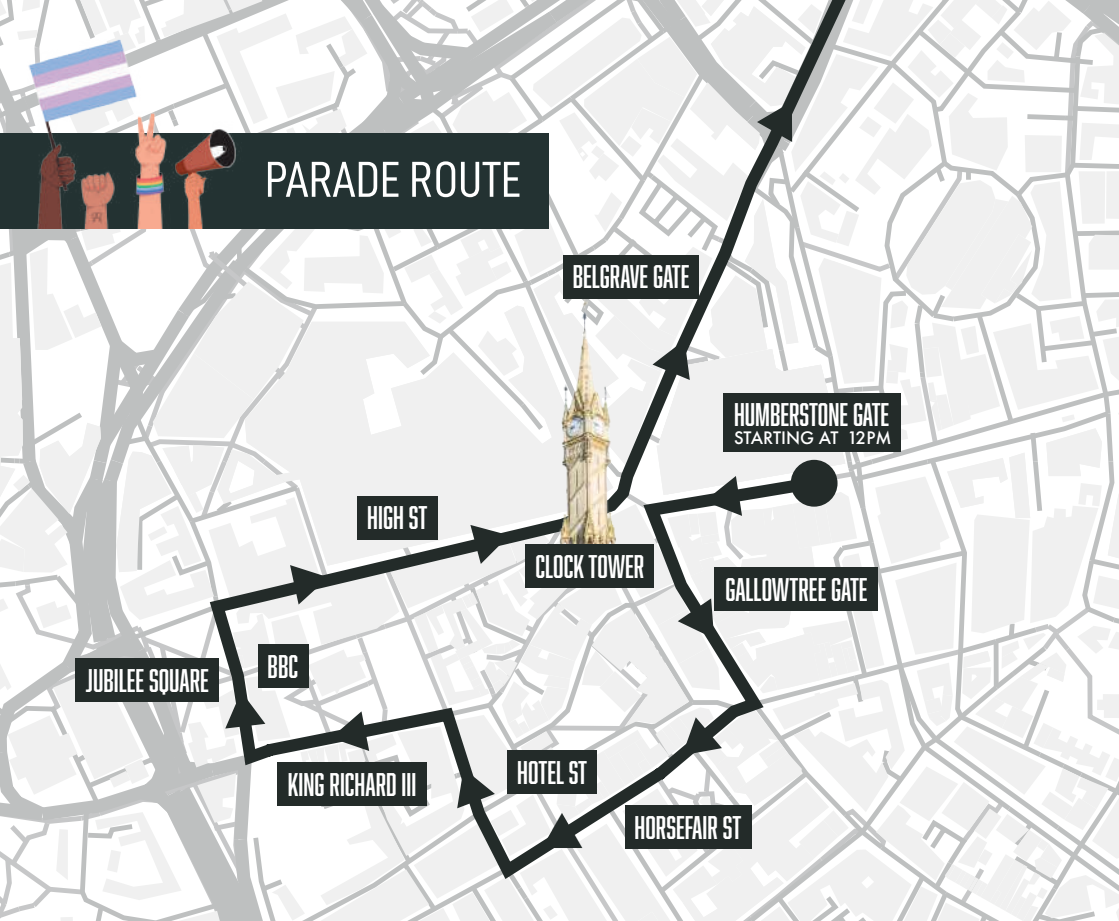 PARADE ROUTE
BELGRAVE GATE
HUMBERSTONE GATE
STARTING AT 12PM
HIGH ST
CLOCK TOWER
GALLOWTREE GATE
BBC
JUBILEE SQUARE
HOTEL ST
KING RICHARD III
HORSEFAIR ST